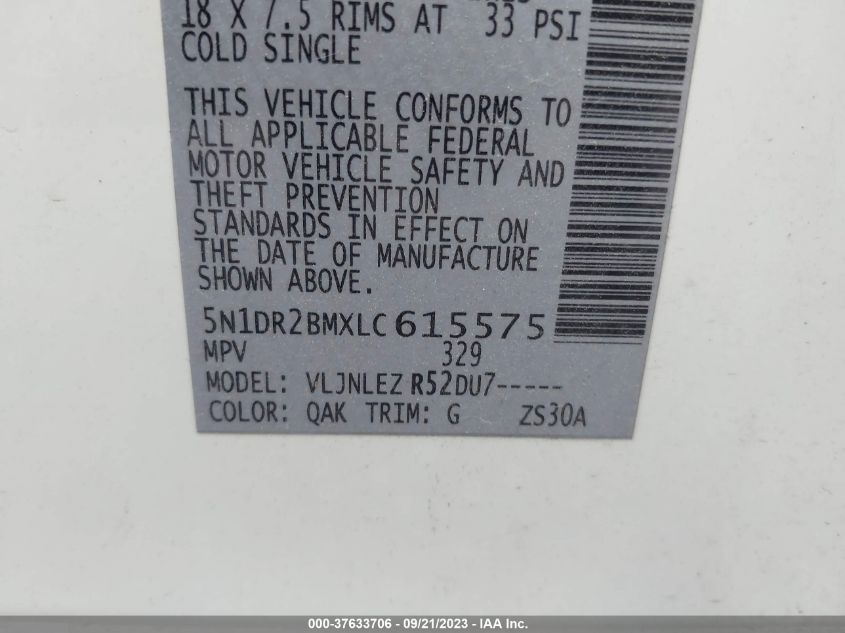 18 X 7.5 RIMS AT 33 PSI
COLD SINGLE
THIS VEHICLE CONFORMS TO
ALL APPLICABLE FEDERAL
MOTOR VEHICLE SAFETY AND
THEFT PREVENTION
STANDARDS IN EFFECT ON
THE DATE OF MANUFACTURE
SHOWN ABOVE.
5N1DR2BMXLC615575
MPV 329
MODEL: VLJNLEZ R52DU7-----
COLOR: QAK TRIM: G ZS30A
000-37633706 - 09/21/2023 - IAA Inc.